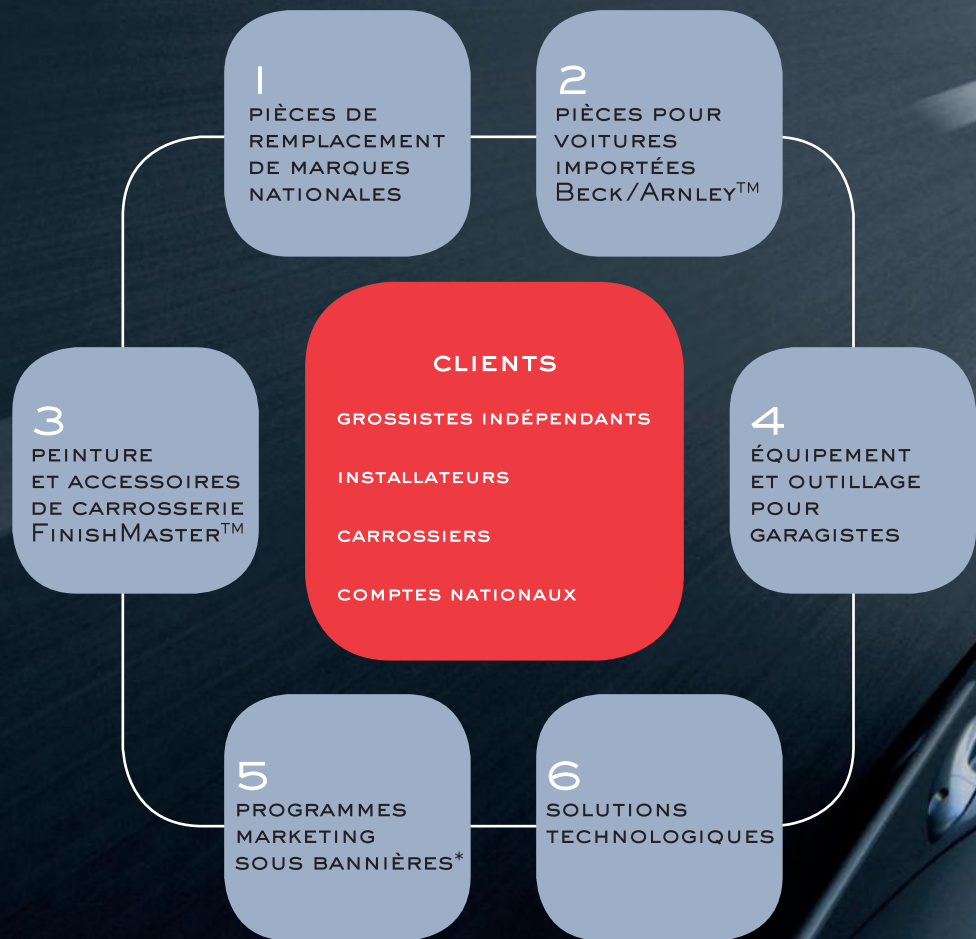 1
PIÈCES DE
REMPLACEMENT
DE MARQUES
NATIONALES
2
PIÈCES POUR
VOITURES
IMPORTÉES
BECK/ARNLEY™
CLIENTS
GROSSISTES INDÉPENDANTS
INSTALLATEURS
CARROSSIERS
COMPTES NATIONAUX
3
PEINTURE
ET ACCESSOIRES
DE CARROSSERIE
FINISHMASTER™
4
ÉQUIPEMENT
ET OUTILLAGE
POUR
GARAGISTES
5
PROGRAMMES
MARKETING
SOUS BANNIÈRES*
6
SOLUTIONS
TECHNOLOGIQUES